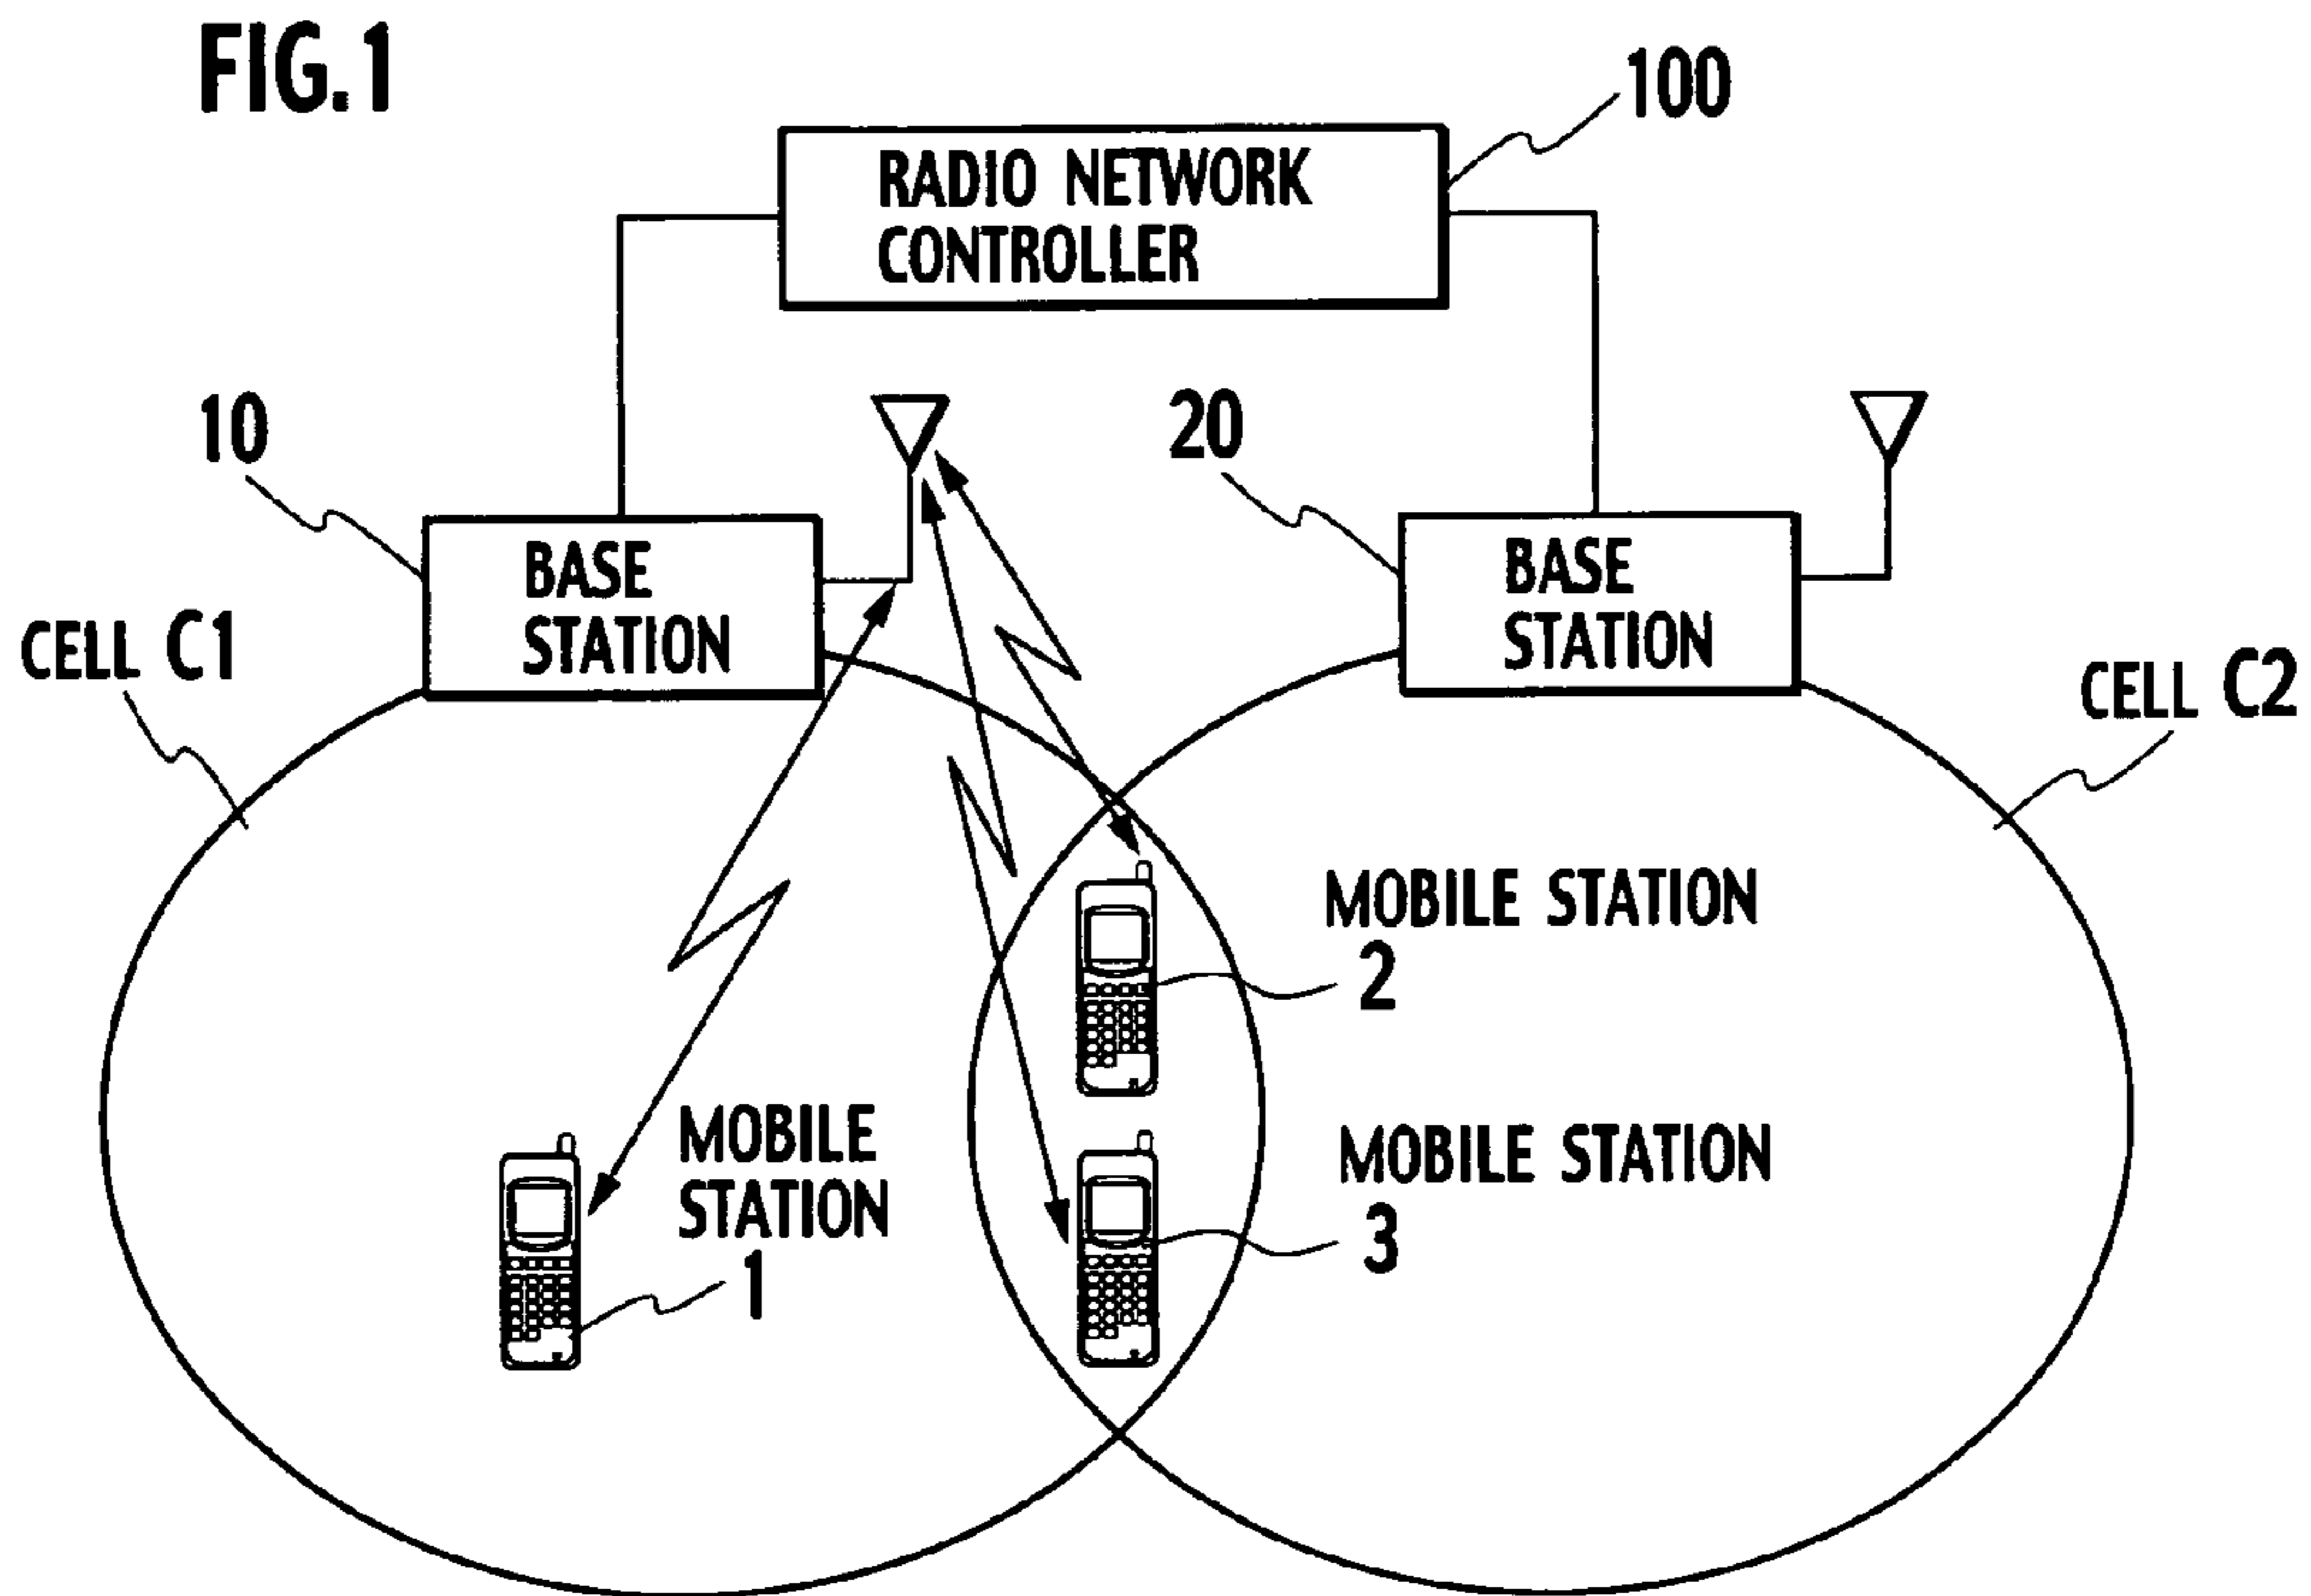 FIG.1
100
RADIO NETWORK
CONTROLLER
10
20
BASE
STATION
BASE
STATION
CELL C1
CELL C2
MOBILE STATION
2
MOBILE
STATION
1
MOBILE STATION
3